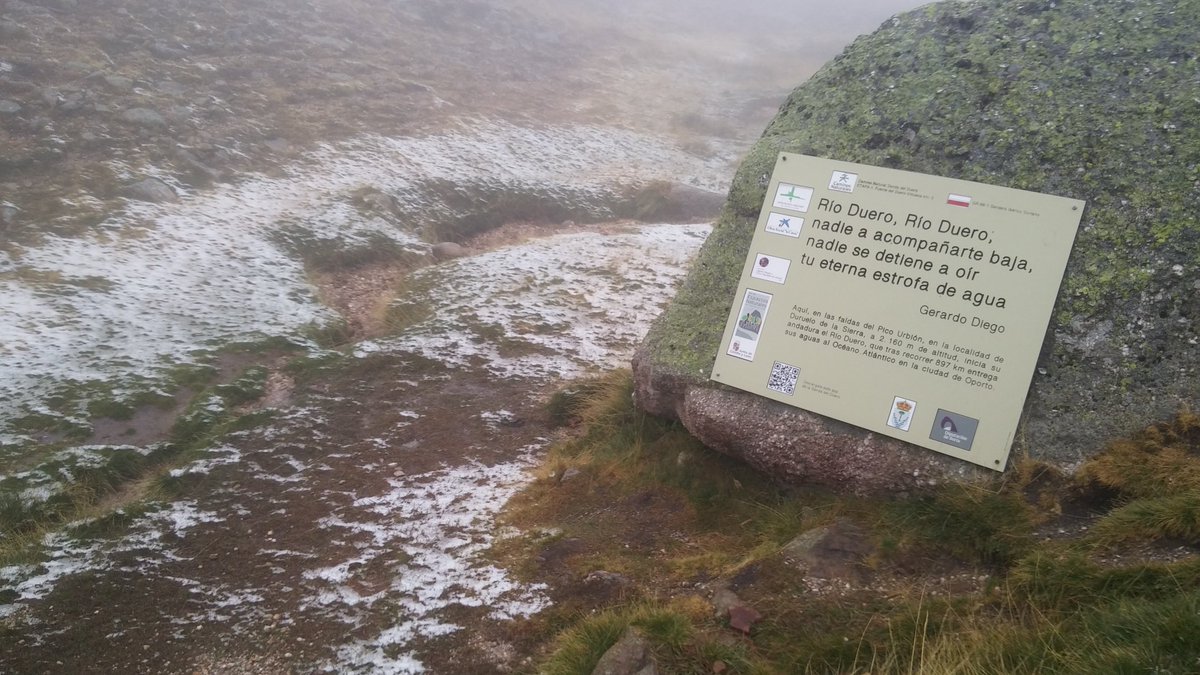 Río Duero, Río Duero,
nadie a acompañarte baja,
nadie se detiene a oír
tu eterna estrofa de agua
Gerardo Diego
Aquí, en las faldas del Pico Urbión, en la localidad de
Duruelo de la Sierra, a 2.160 m. de altitud, inicia su
andadura el Río Duero, que tras recorrer 897 km entrega
sus aguas al Océano Atlántico en la ciudad de Oporto.